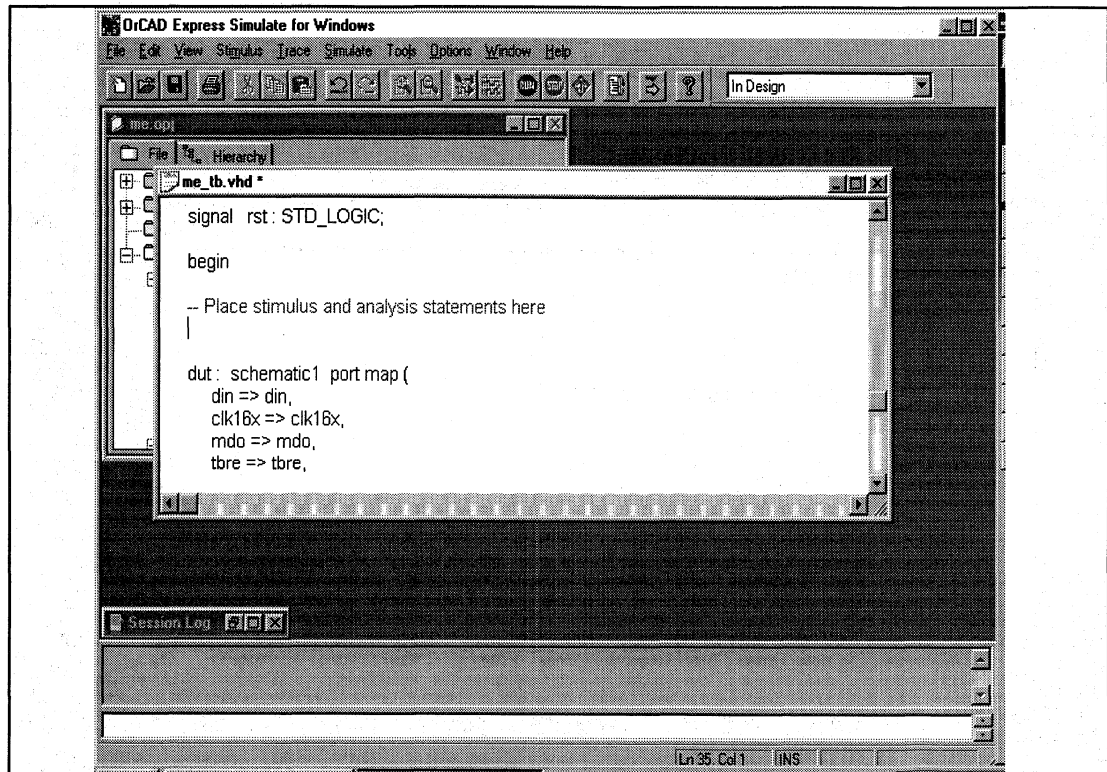 OrCAD Express Simulate for Windows
File Edit View Stimulus Trace Simulate Tools Options Window Help
In Design
me.opj
File Hierarchy
me_tb.vhd *
signal rst : STD_LOGIC;
begin
-- Place stimulus and analysis statements here
dut : schematic1 port map (
din => din,
clk16x => clk16x,
mdo => mdo,
tbre => tbre,
Session Log
Ln 35, Col 1 INS